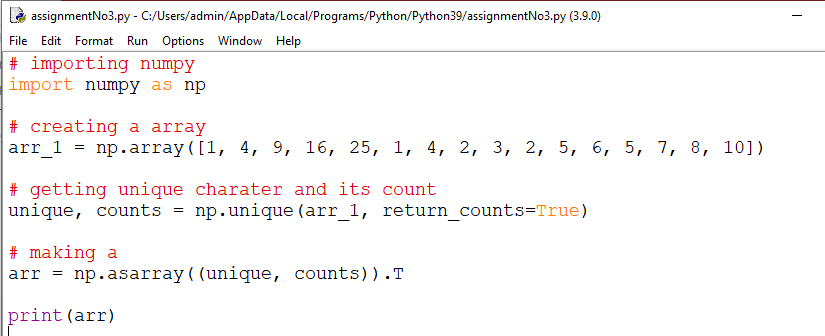 assignmentNo3.py - C:/Users/admin/AppData/Local/Programs/Python/Python39/assignmentNo3.py (3.9.0)
File Edit Format Run Options Window Help
# importing numpy
import numpy as np
# creating a array
arr_1 = np.array([1, 4, 9, 16, 25, 1, 4, 2, 3, 2, 5, 6, 5, 7, 8, 10])
# getting unique charater and its count
unique, counts = np.unique(arr_1, return_counts=True)
# making a
arr = np.asarray((unique, counts)).T
print(arr)